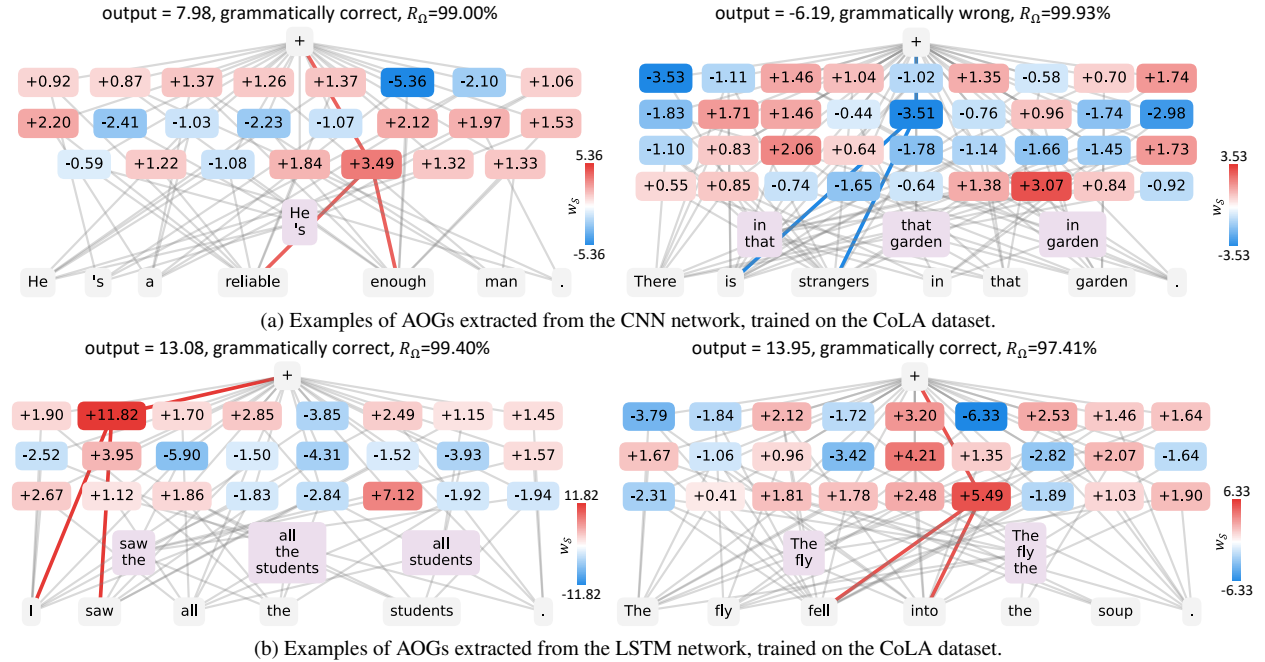 output = 7.98, grammatically correct, R_Ω=99.00%
+
+0.92 +0.87 +1.37 +1.26 +1.37 -5.36 -2.10 +1.06
+2.20 -2.41 -1.03 -2.23 -1.07 +2.12 +1.97 +1.53
-0.59 +1.22 -1.08 +1.84 +3.49 +1.32 +1.33
5.36
w_S
-5.36
He
's
He 's a reliable enough man .
output = -6.19, grammatically wrong, R_Ω=99.93%
+
-3.53 -1.11 +1.46 +1.04 -1.02 +1.35 -0.58 +0.70 +1.74
-1.83 +1.71 +1.46 -0.44 -3.51 -0.76 +0.96 -1.74 -2.98
-1.10 +0.83 +2.06 +0.64 -1.78 -1.14 -1.66 -1.45 +1.73
+0.55 +0.85 -0.74 -1.65 -0.64 +1.38 +3.07 +0.84 -0.92
3.53
w_S
-3.53
in
that
that
garden
in
garden
There is strangers in that garden .
(a) Examples of AOGs extracted from the CNN network, trained on the CoLA dataset.
output = 13.08, grammatically correct, R_Ω=99.40%
+
+1.90 +11.82 +1.70 +2.85 -3.85 +2.49 +1.15 +1.45
-2.52 +3.95 -5.90 -1.50 -4.31 -1.52 -3.93 +1.57
+2.67 +1.12 +1.86 -1.83 -2.84 +7.12 -1.92 -1.94
11.82
w_S
-11.82
saw
the
all
the
students
all
students
I saw all the students .
output = 13.95, grammatically correct, R_Ω=97.41%
+
-3.79 -1.84 +2.12 -1.72 +3.20 -6.33 +2.53 +1.46 +1.64
+1.67 -1.06 +0.96 -3.42 +4.21 +1.35 -2.82 +2.07 -1.64
-2.31 +0.41 +1.81 +1.78 +2.48 +5.49 -1.89 +1.03 +1.90
6.33
w_S
-6.33
The
fly
The
fly
the
The fly fell into the soup .
(b) Examples of AOGs extracted from the LSTM network, trained on the CoLA dataset.